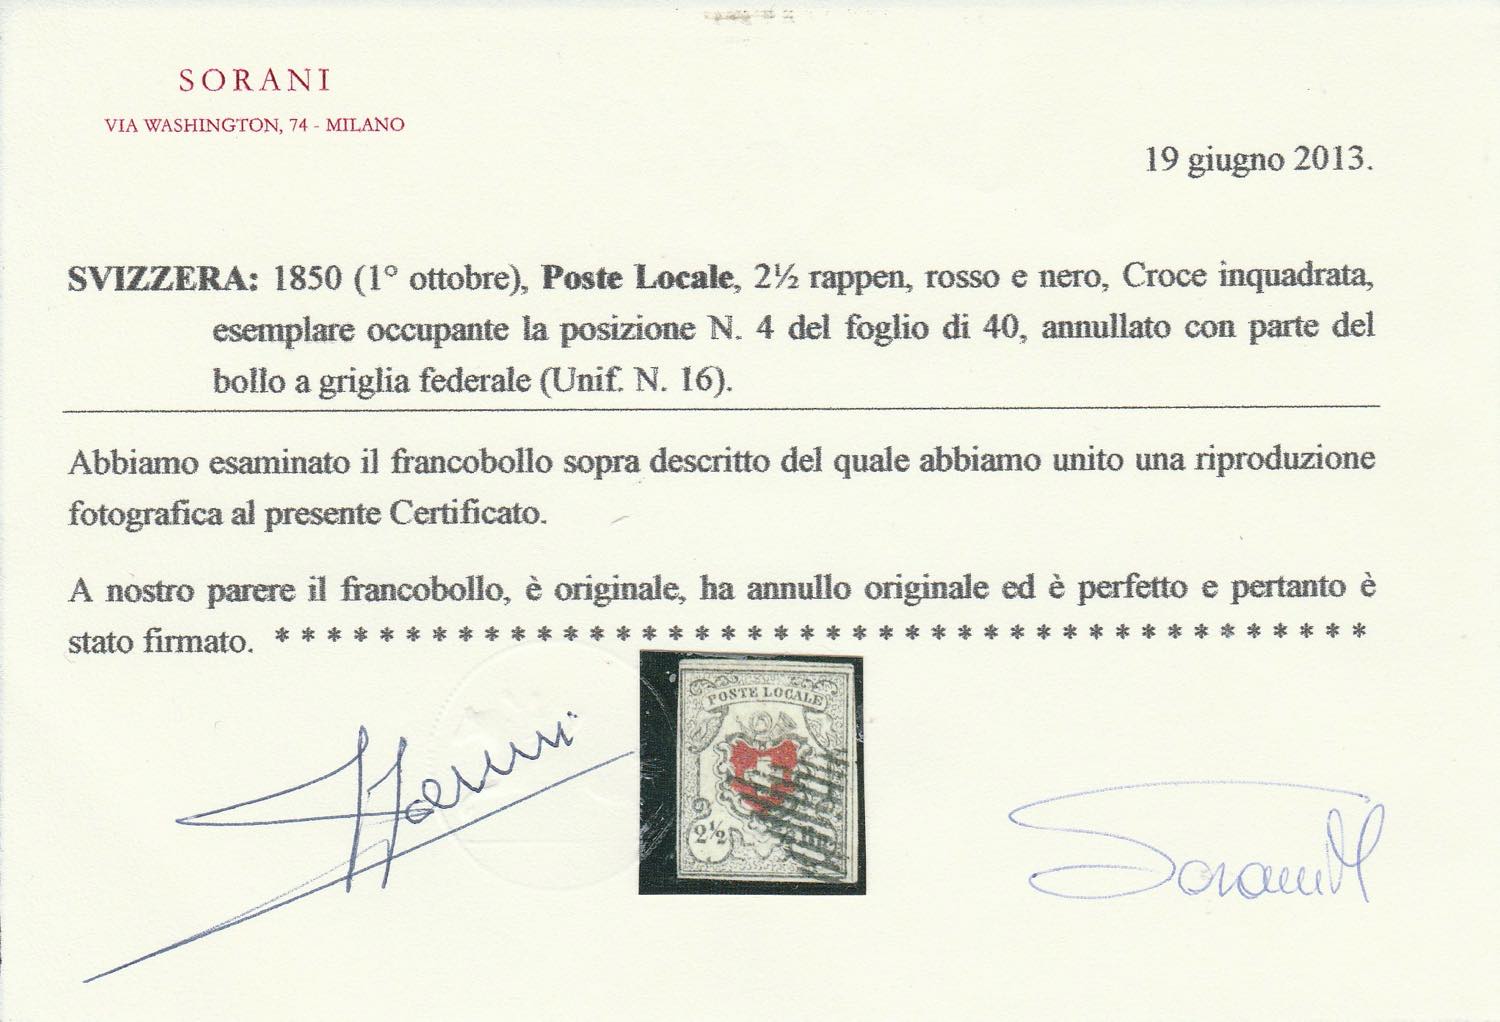 SORANI
VIA WASHINGTON, 74 - MILANO
19 giugno 2013.
SVIZZERA: 1850 (1° ottobre), Poste Locale, 2½ rappen, rosso e nero, Croce inquadrata,
esemplare occupante la posizione N. 4 del foglio di 40, annullato con parte del
bollo a griglia federale (Unif. N. 16).
Abbiamo esaminato il francobollo sopra descritto del quale abbiamo unito una riproduzione
fotografica al presente Certificato.
A nostro parere il francobollo, è originale, ha annullo originale ed è perfetto e pertanto è
stato firmato. * * * * * * * * * * * * * * * * * * * * * * * * * * * * * * * * * * * * * * * * * *
POSTE LOCALE
2½
Sorani